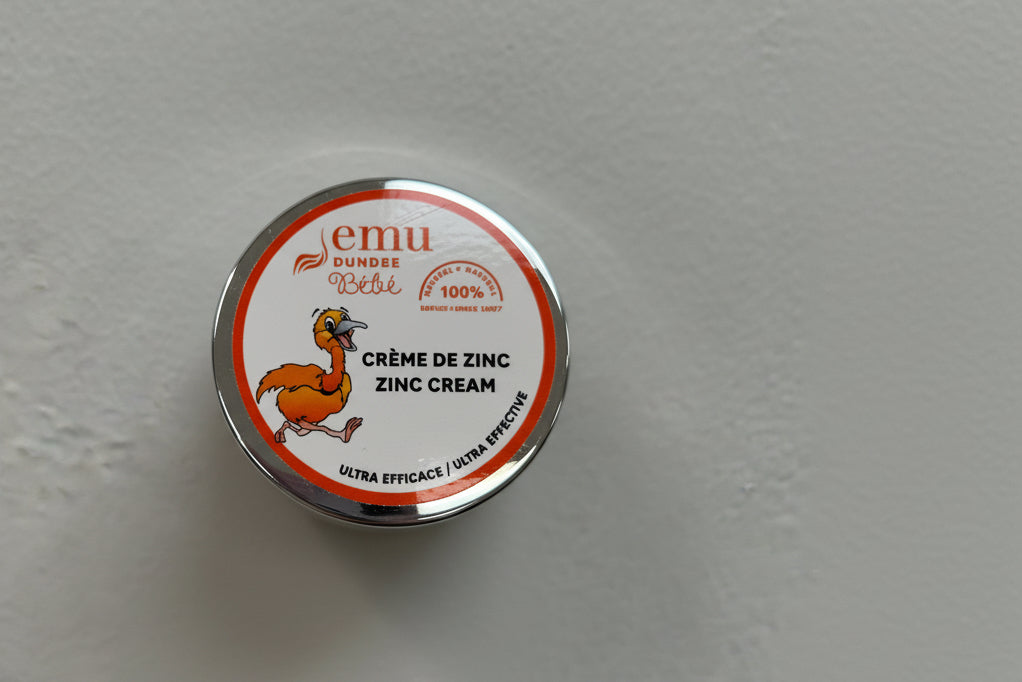 emu
DUNDEE
Bébé
100%
CRÈME DE ZINC
ZINC CREAM
ULTRA EFFICACE / ULTRA EFFECTIVE